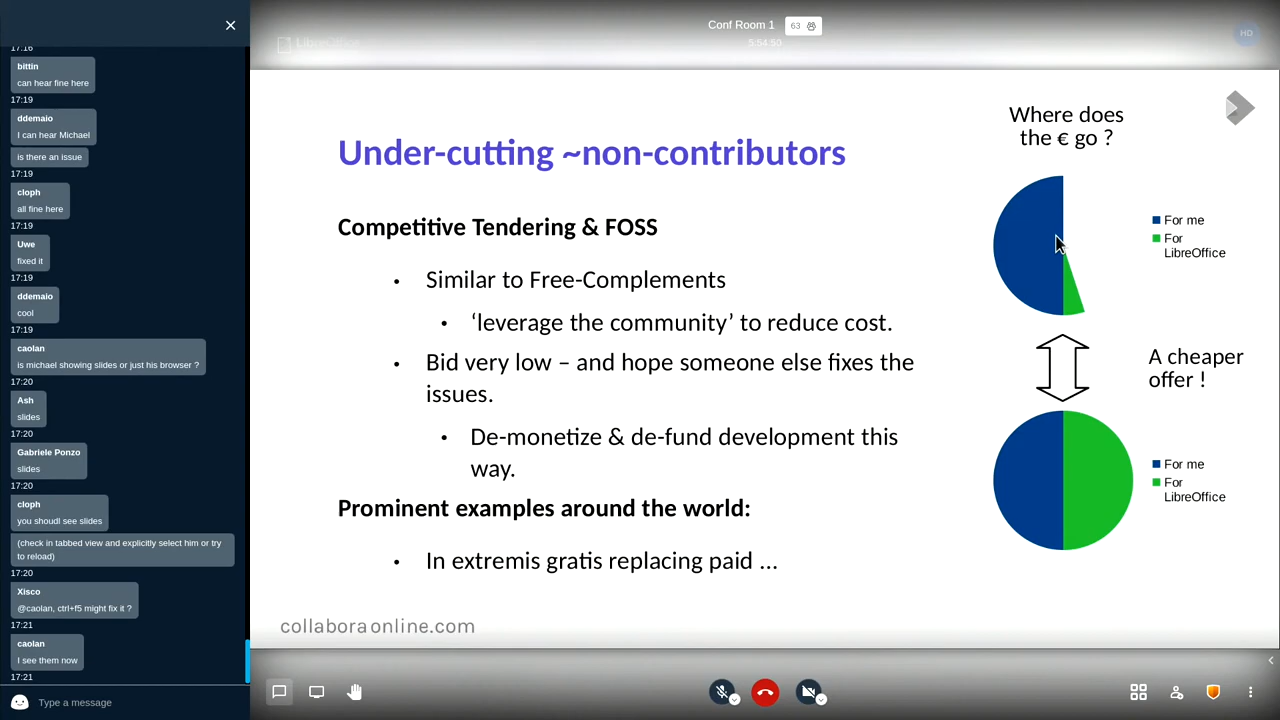 17:16
bittin
can hear fine here
17:19
ddemaio
I can hear Michael
is there an issue
17:19
cloph
all fine here
17:19
Uwe
fixed it
17:19
ddemaio
cool
17:19
caolan
is michael showing slides or just his browser ?
17:20
Ash
slides
17:20
Gabriele Ponzo
slides
17:20
cloph
you shoudl see slides
(check in tabbed view and explicitly select him or try
to reload)
17:20
Xisco
@caolan, ctrl+f5 might fix it ?
17:21
caolan
I see them now
17:21
Type a message
Conf Room 1
63
5:54:50
LibreOffice
HD
Under-cutting ~non-contributors
Competitive Tendering & FOSS
• Similar to Free-Complements
• ‘leverage the community’ to reduce cost.
• Bid very low – and hope someone else fixes the
issues.
• De-monetize & de-fund development this
way.
Prominent examples around the world:
• In extremis gratis replacing paid ...
collaboraonline.com
Where does
the € go ?
For me
For
LibreOffice
A cheaper
offer !
For me
For
LibreOffice